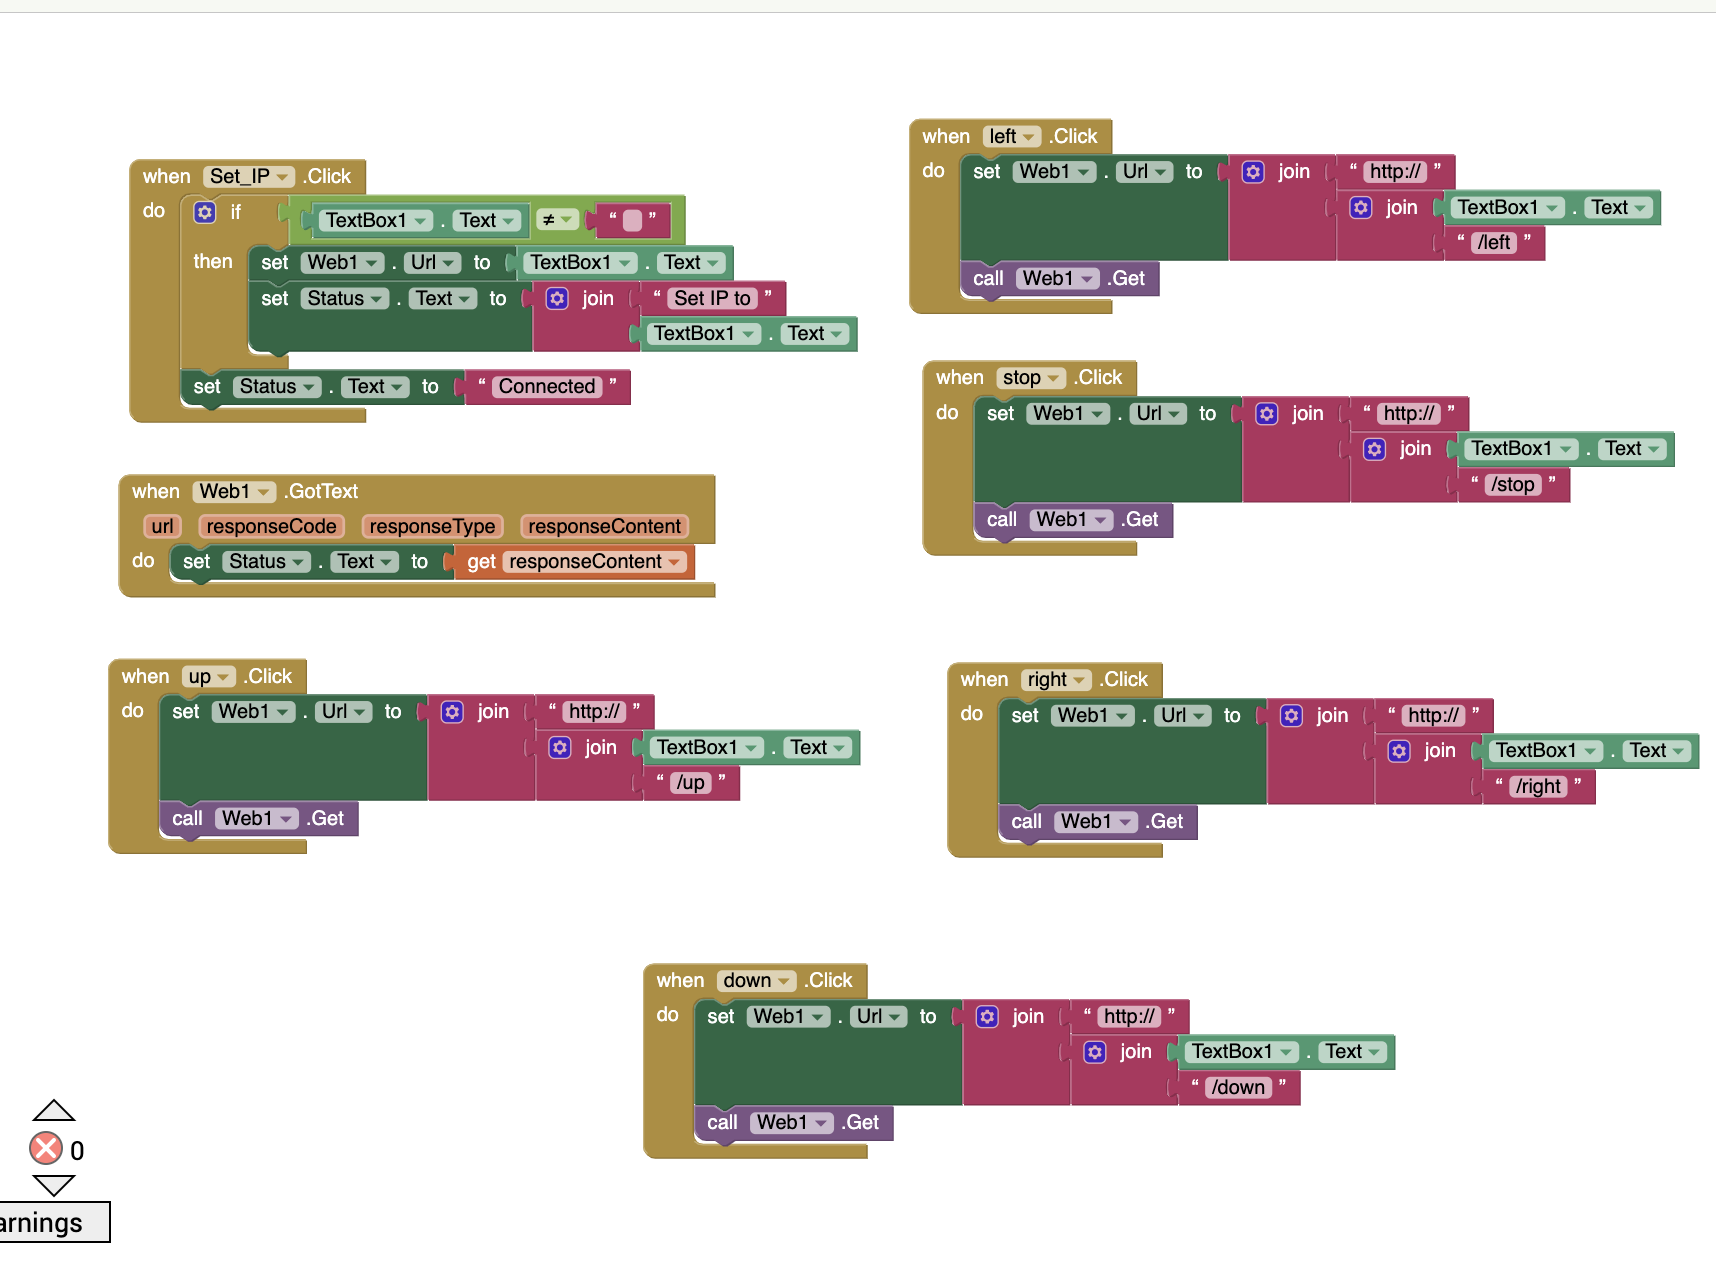 when Set_IP .Click
do if TextBox1 . Text ≠ “ ”
then set Web1 . Url to TextBox1 . Text
set Status . Text to join “ Set IP to ”
TextBox1 . Text
set Status . Text to “ Connected ”
when Web1 .GotText
url responseCode responseType responseContent
do set Status . Text to get responseContent
when up .Click
do set Web1 . Url to join “ http:// ”
join TextBox1 . Text
“ /up ”
call Web1 .Get
when left .Click
do set Web1 . Url to join “ http:// ”
join TextBox1 . Text
“ /left ”
call Web1 .Get
when stop .Click
do set Web1 . Url to join “ http:// ”
join TextBox1 . Text
“ /stop ”
call Web1 .Get
when right .Click
do set Web1 . Url to join “ http:// ”
join TextBox1 . Text
“ /right ”
call Web1 .Get
when down .Click
do set Web1 . Url to join “ http:// ”
join TextBox1 . Text
“ /down ”
call Web1 .Get
0
arnings